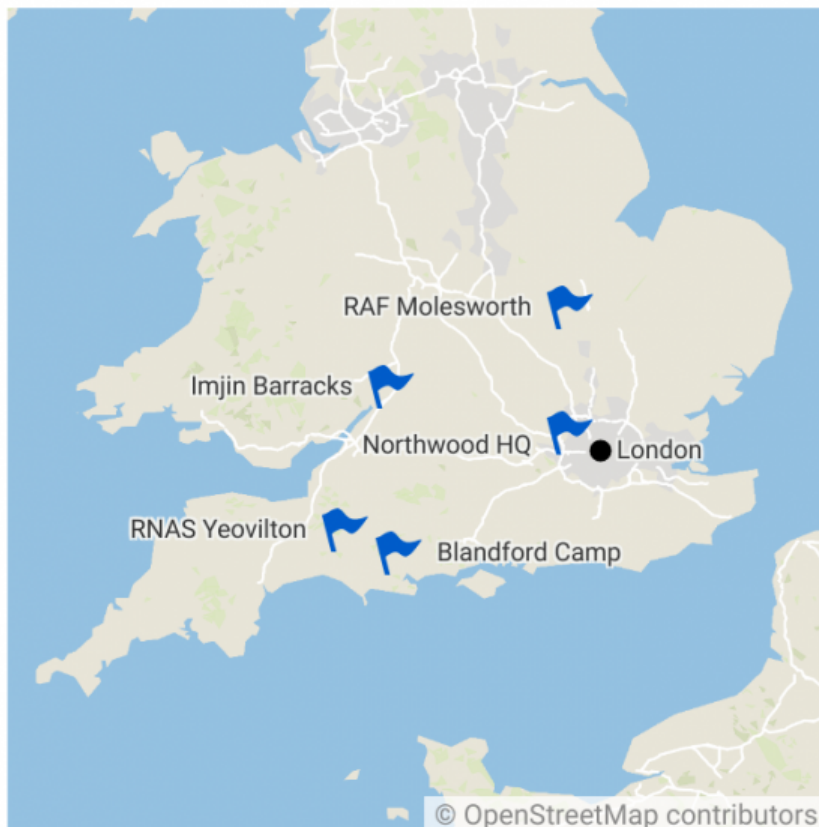 RAF Molesworth
Imjin Barracks
Northwood HQ
London
RNAS Yeovilton
Blandford Camp
© OpenStreetMap contributors